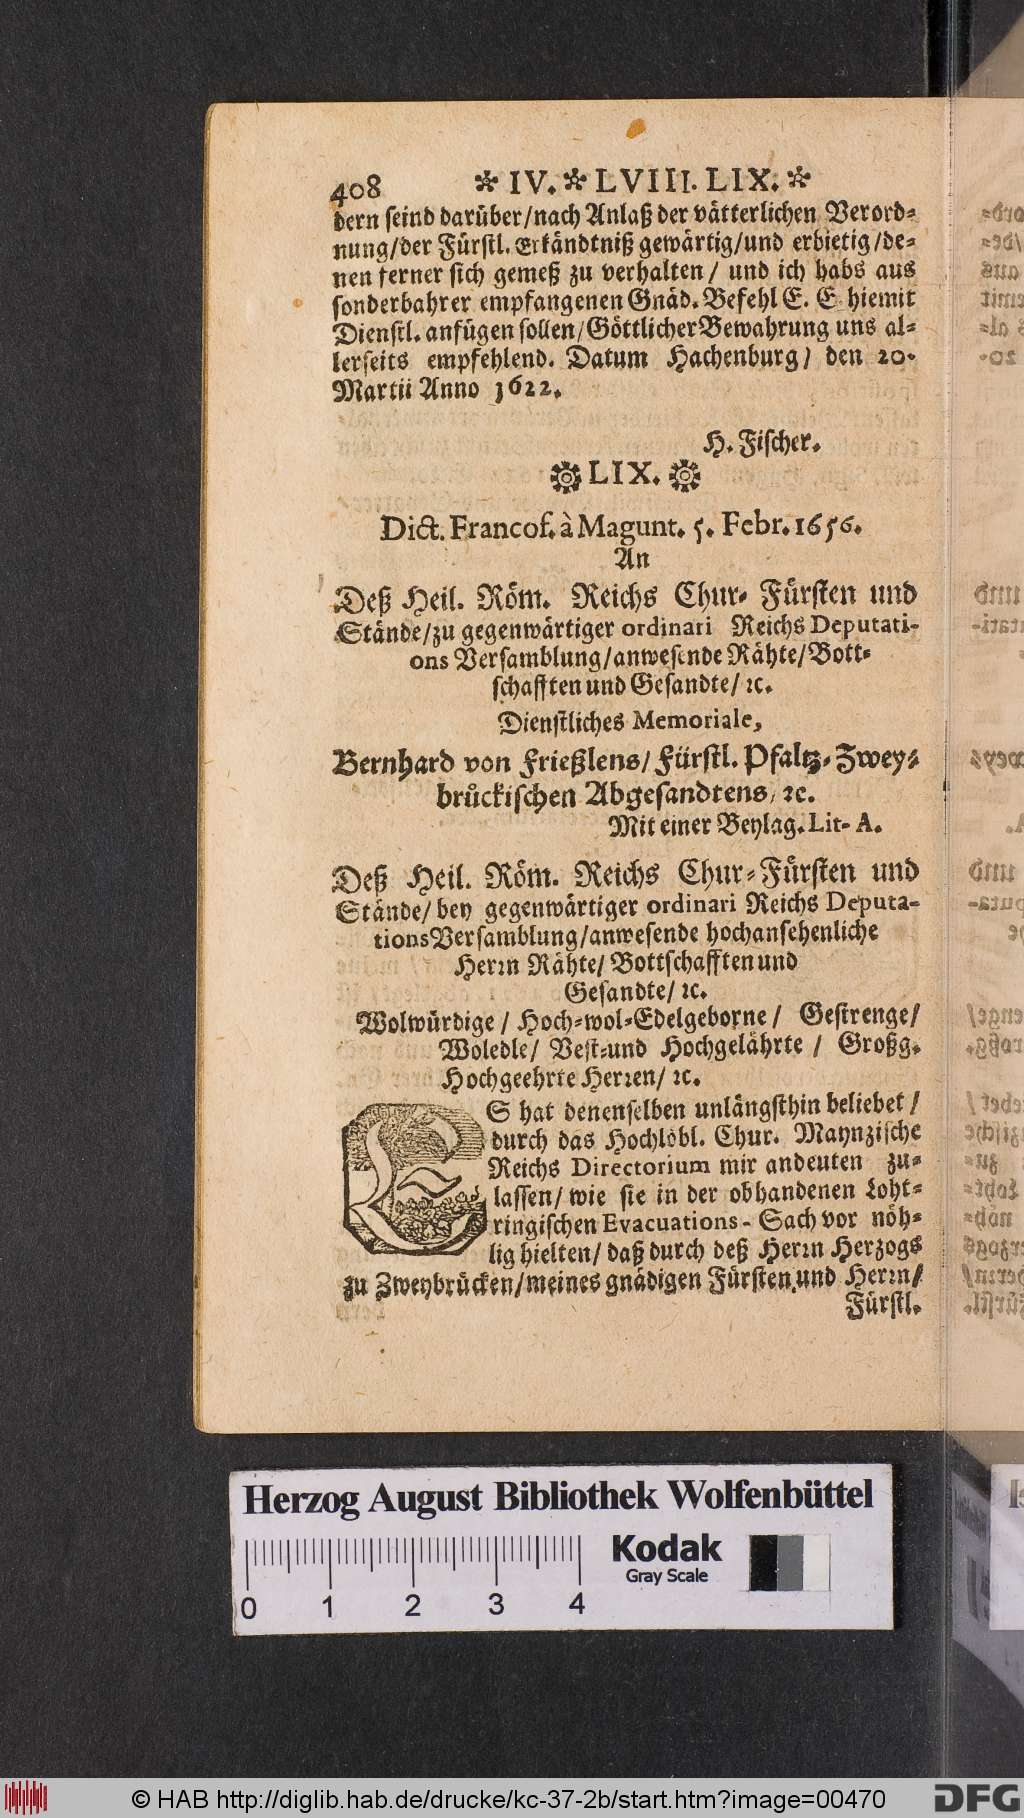 408 ✲ IV. ✲ LVIII. LIX. ✲
dern seind darüber/nach Anlaß der vätterlichen Verord-
nung/der Fürstl. Erkändtniß gewärtig/und erbietig/de-
nen ferner sich gemeß zu verhalten/ und ich habs aus
sonderbahrer empfangenen Gnäd. Befehl E. E hiemit
Dienstl. anfügen sollen/Göttlicher Bewahrung uns al-
lerseits empfehlend. Datum Hachenburg/ den 20.
Martii Anno 1622.
H. Fischer.
LIX.
Dict. Francof. à Magunt. 5. Febr. 1656.
An
Deß Heil. Röm. Reichs Chur- Fürsten und
Stände/zu gegenwärtiger ordinari Reichs Deputati-
ons Versamblung/anwesende Rähte/Bott-
schafften und Gesandte/ ꝛc.
Dienstliches Memoriale,
Bernhard von Frießlens/ Fürstl. Pfaltz-Zwey-
brückischen Abgesandtens, ꝛc.
Mit einer Beylag. Lit- A.
Deß Heil. Röm. Reichs Chur-Fürsten und
Stände/ bey gegenwärtiger ordinari Reichs Deputa-
tions Versamblung/anwesende hochansehenliche
Herꝛn Rähte/ Bottschafften und
Gesandte/ ꝛc.
Wolwürdige/ Hoch-wol-Edelgeborne/ Gestrenge/
Woledle/ Vest-und Hochgelährte/ Großg.
Hochgeehrte Herꝛen/ ꝛc.
ES hat denenselben unlängsthin beliebet/
durch das Hochlöbl. Chur. Maynzische
Reichs Directorium mir andeuten zu-
lassen/ wie sie in der obhandenen Loht-
ringischen Evacuations- Sach vor nöh-
lig hielten/ daß durch deß Herꝛn Herzogs
zu Zweybrücken/meines gnädigen Fürsten und Herꝛn/
Fürstl.
Herzog August Bibliothek Wolfenbüttel
Kodak
Gray Scale
0 1 2 3 4
© HAB http://diglib.hab.de/drucke/kc-37-2b/start.htm?image=00470
DFG